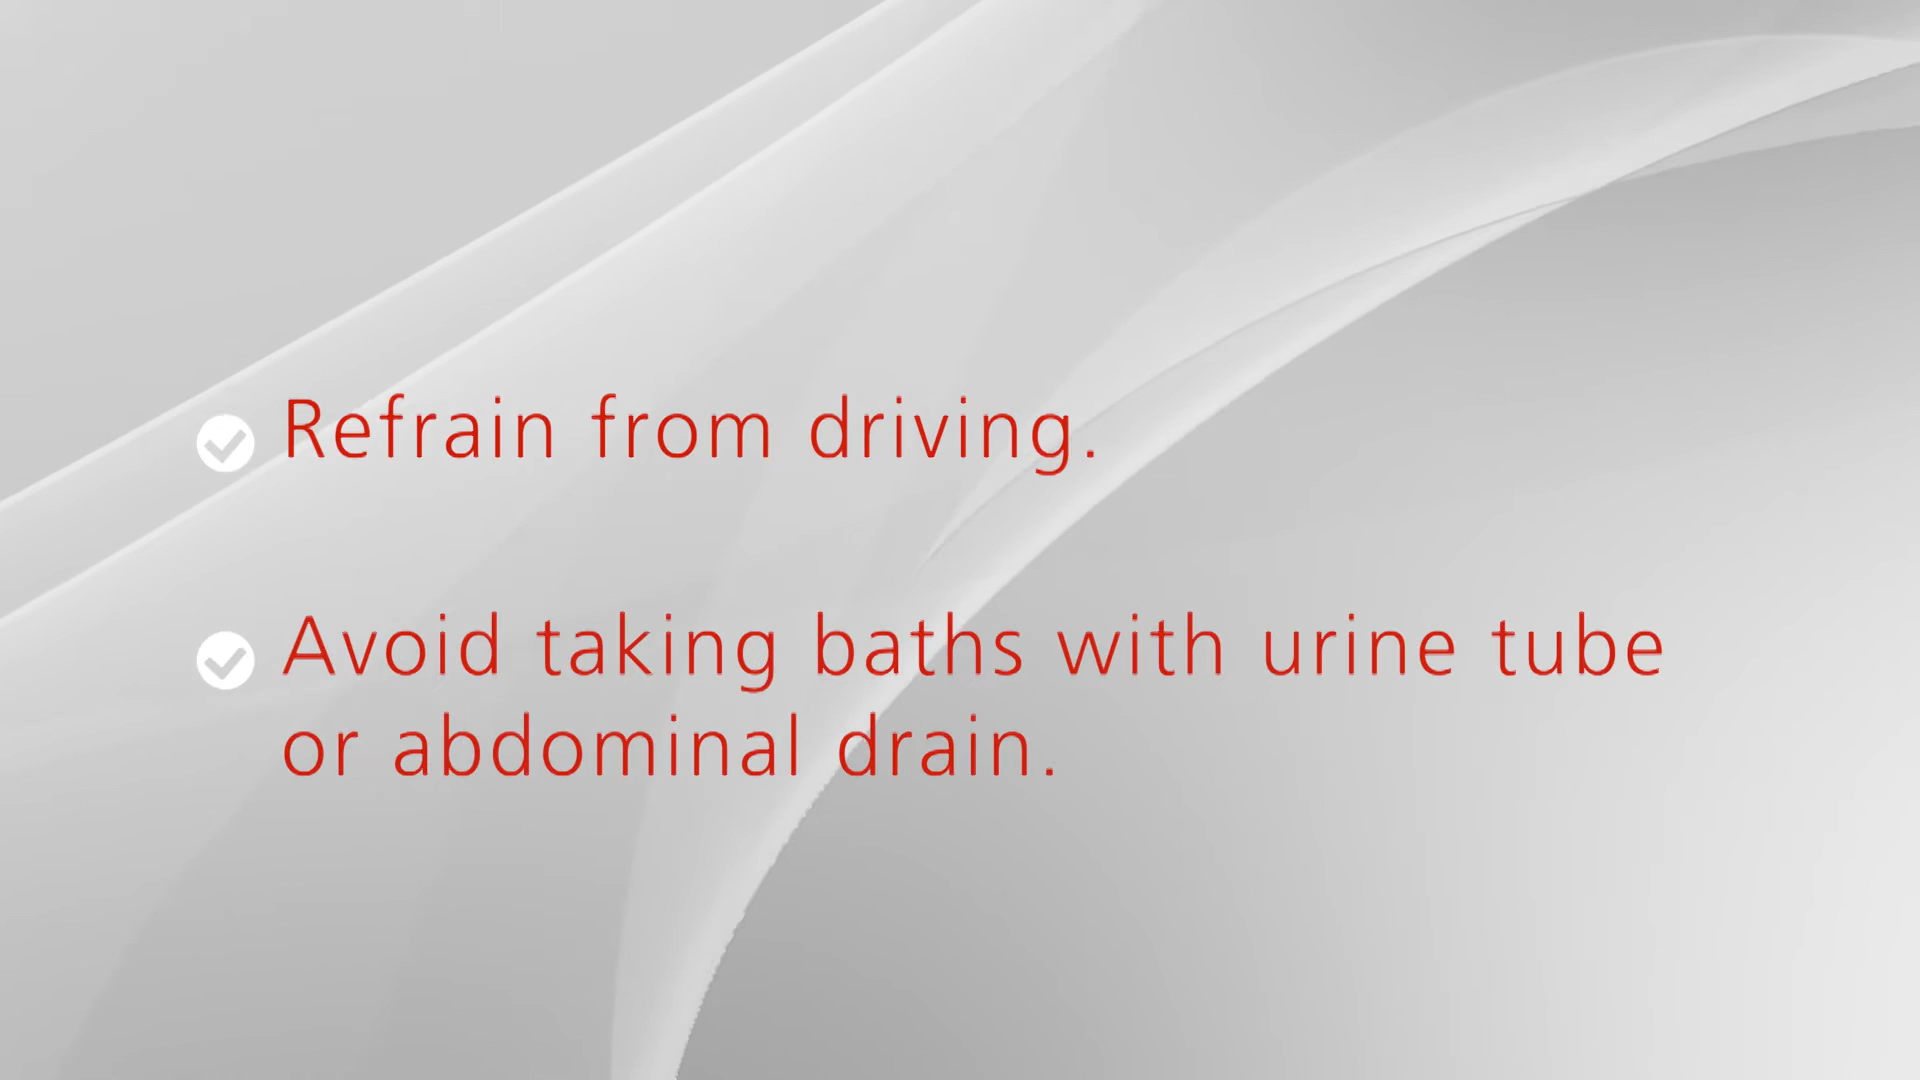 Refrain from driving.
Avoid taking baths with urine tube
or abdominal drain.